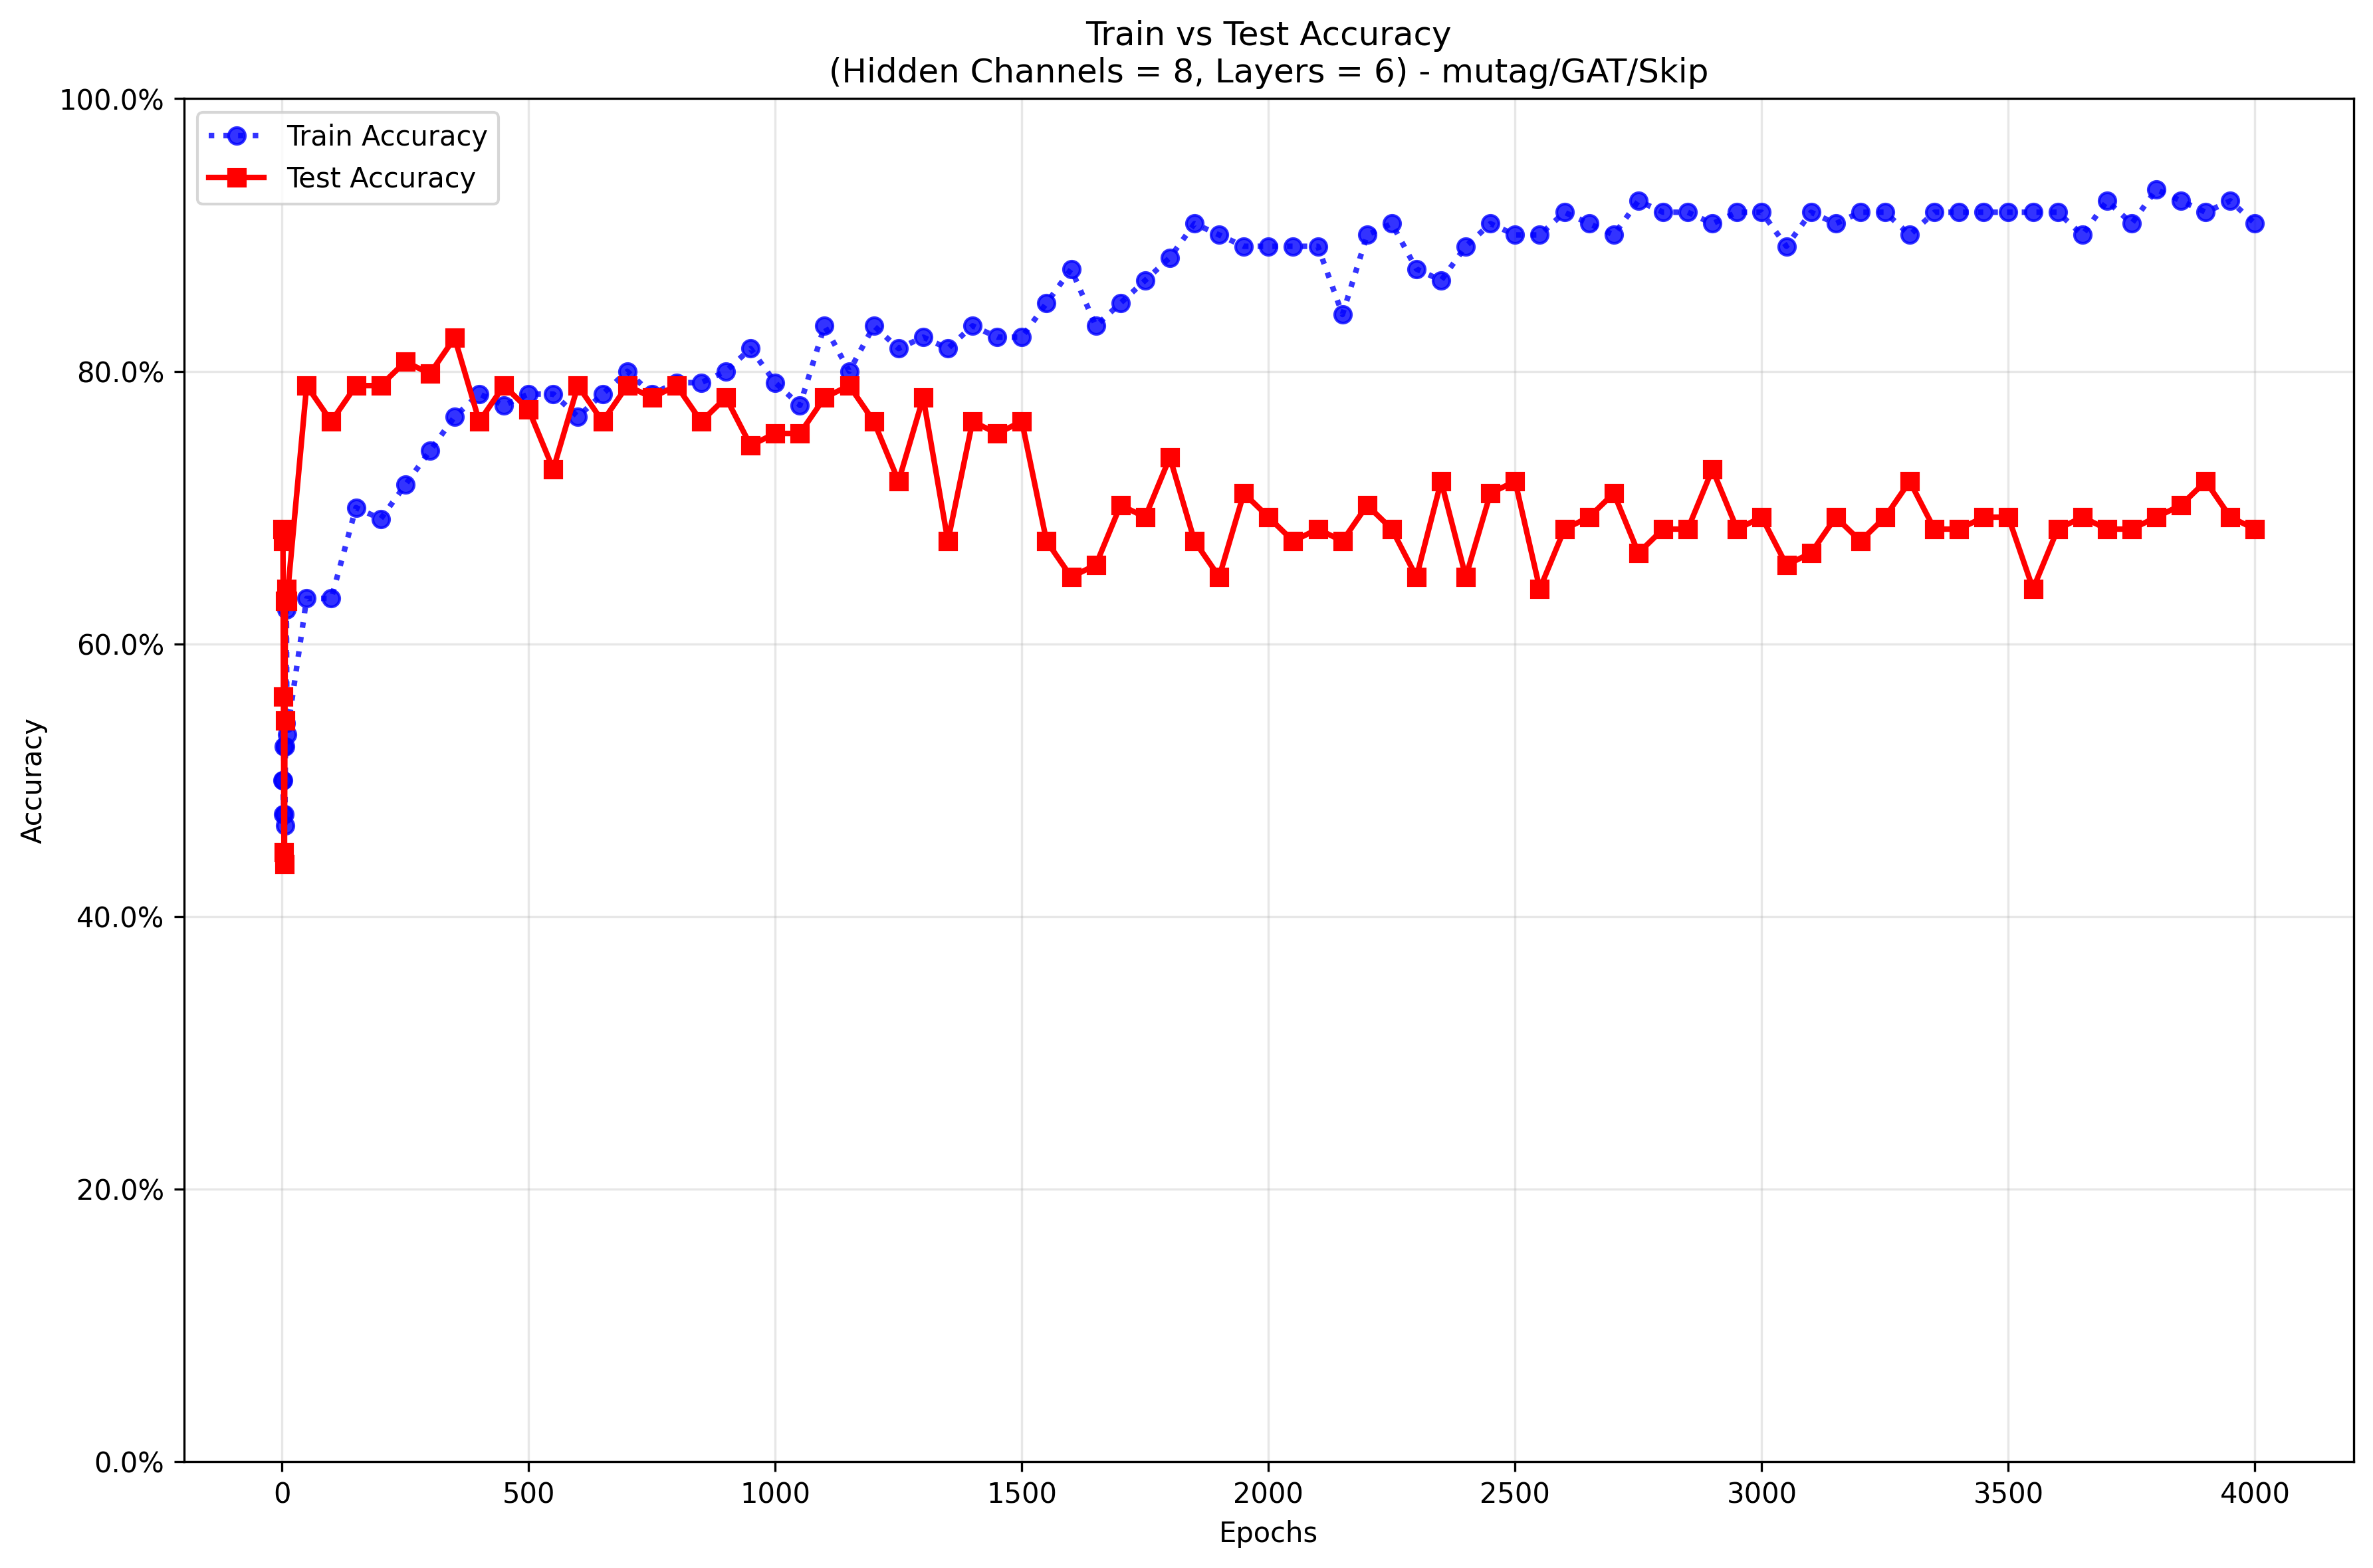 Train vs Test Accuracy
(Hidden Channels = 8, Layers = 6) - mutag/GAT/Skip
Train Accuracy
Test Accuracy
100.0%
80.0%
60.0%
40.0%
20.0%
0.0%
Accuracy
0 500 1000 1500 2000 2500 3000 3500 4000
Epochs